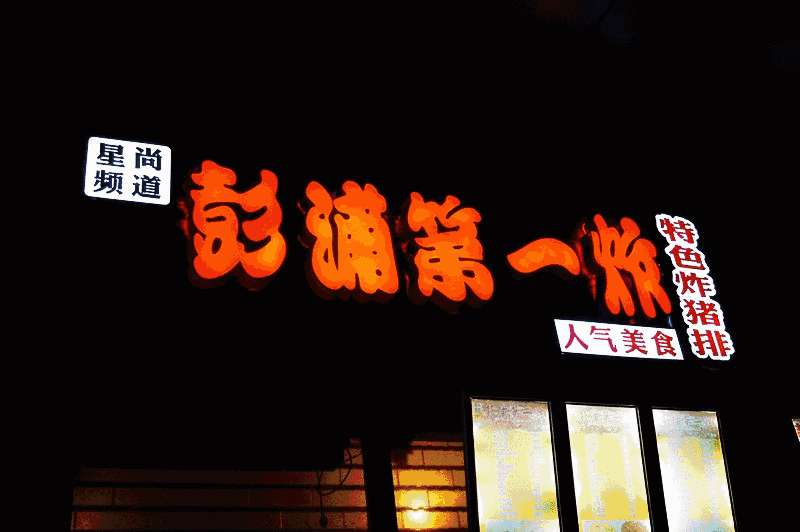 星尚
频道
彭浦第一炸
特色炸猪排
人气美食